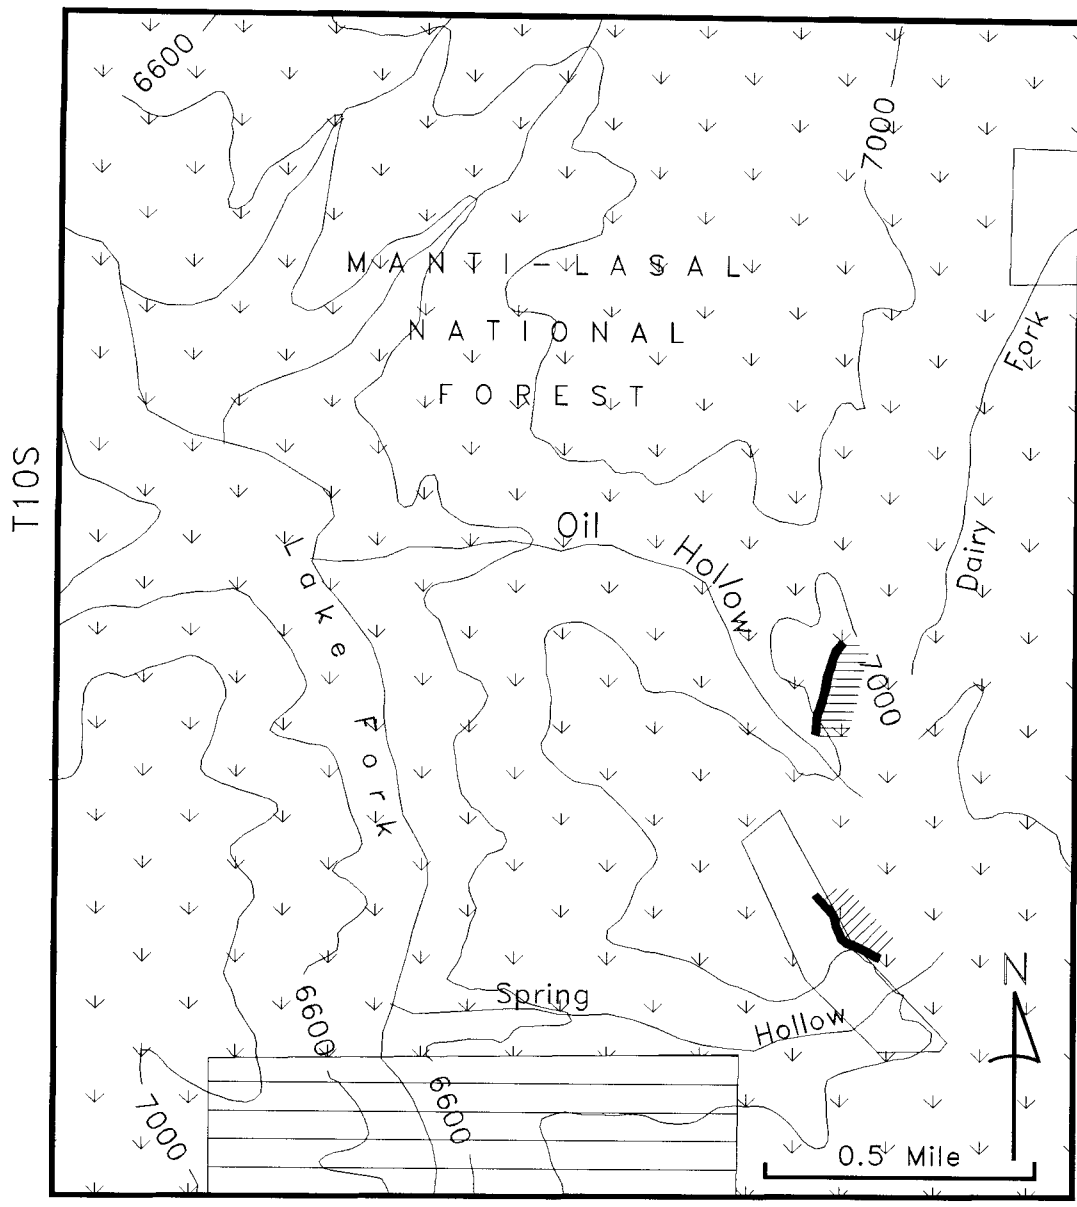 6600
7000
MANTI-LASAL
NATIONAL
FOREST
Fork
Dairy
T10S
Oil
Hollow
Lake Fork
7000
N
Spring
Hollow
6600
6600
7000
0.5 Mile